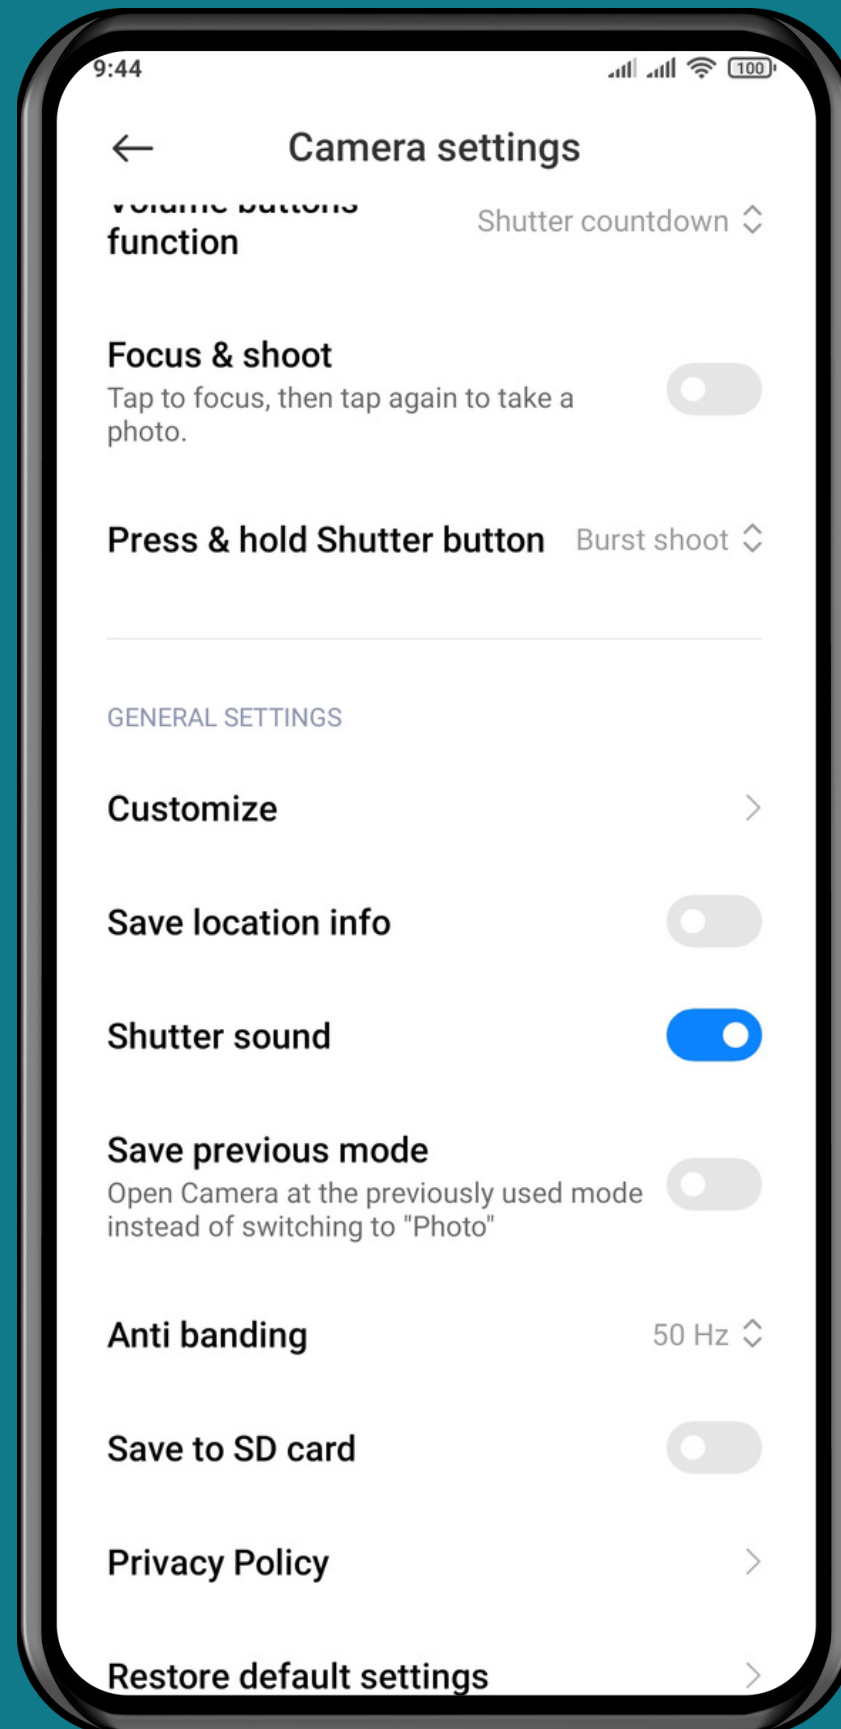 9:44
100
Camera settings
Volume buttons
function
Shutter countdown
Focus & shoot
Tap to focus, then tap again to take a
photo.
Press & hold Shutter button
Burst shoot
GENERAL SETTINGS
Customize
Save location info
Shutter sound
Save previous mode
Open Camera at the previously used mode
instead of switching to "Photo"
Anti banding
50 Hz
Save to SD card
Privacy Policy
Restore default settings